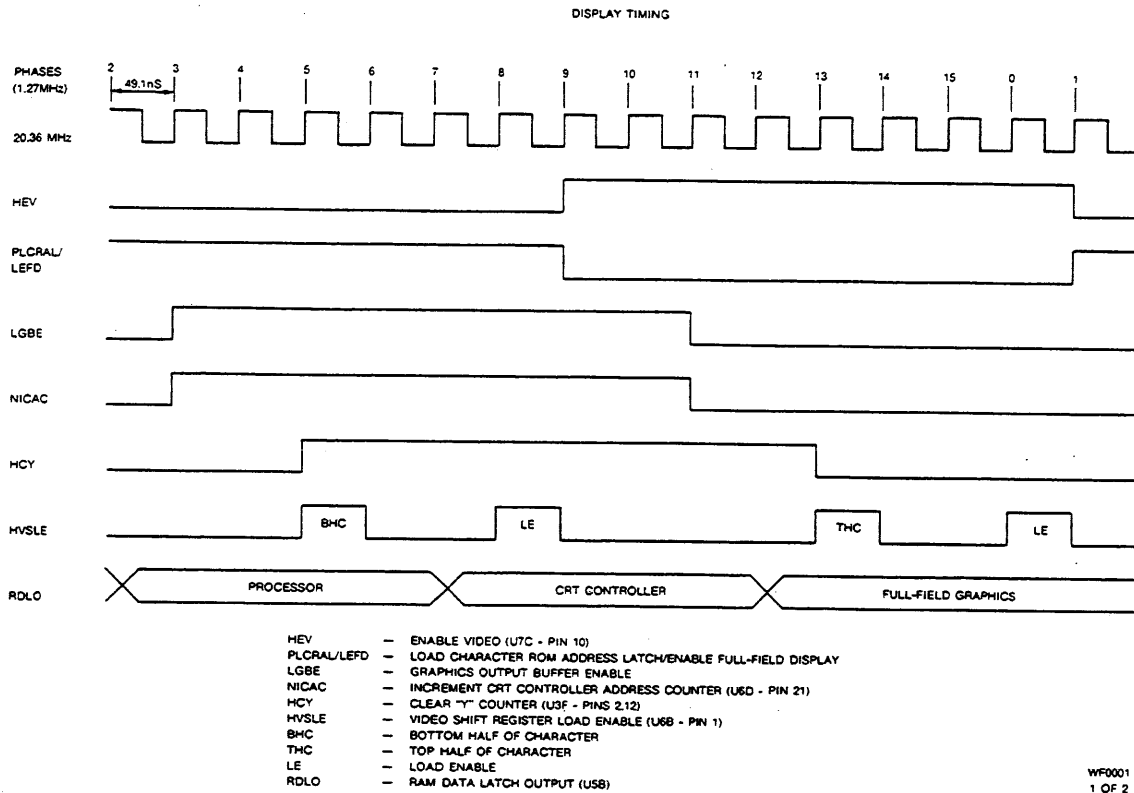 DISPLAY TIMING
PHASES
(1.27MHz)
2 3 4 5 6 7 8 9 10 11 12 13 14 15 0 1
49.1nS
20.36 MHz
HEV
PLCRAL/
LEFD
LGBE
NICAC
HCY
HVSLE
BHC LE THC LE
RDLO
PROCESSOR CRT CONTROLLER FULL-FIELD GRAPHICS
HEV — ENABLE VIDEO (U7C - PIN 10)
PLCRAL/LEFD — LOAD CHARACTER ROM ADDRESS LATCH/ENABLE FULL-FIELD DISPLAY
LGBE — GRAPHICS OUTPUT BUFFER ENABLE
NICAC — INCREMENT CRT CONTROLLER ADDRESS COUNTER (U6D - PIN 21)
HCY — CLEAR "Y" COUNTER (U3F - PINS 2,12)
HVSLE — VIDEO SHIFT REGISTER LOAD ENABLE (U6B - PIN 1)
BHC — BOTTOM HALF OF CHARACTER
THC — TOP HALF OF CHARACTER
LE — LOAD ENABLE
RDLO — RAM DATA LATCH OUTPUT (U5B)
WF0001
1 OF 2